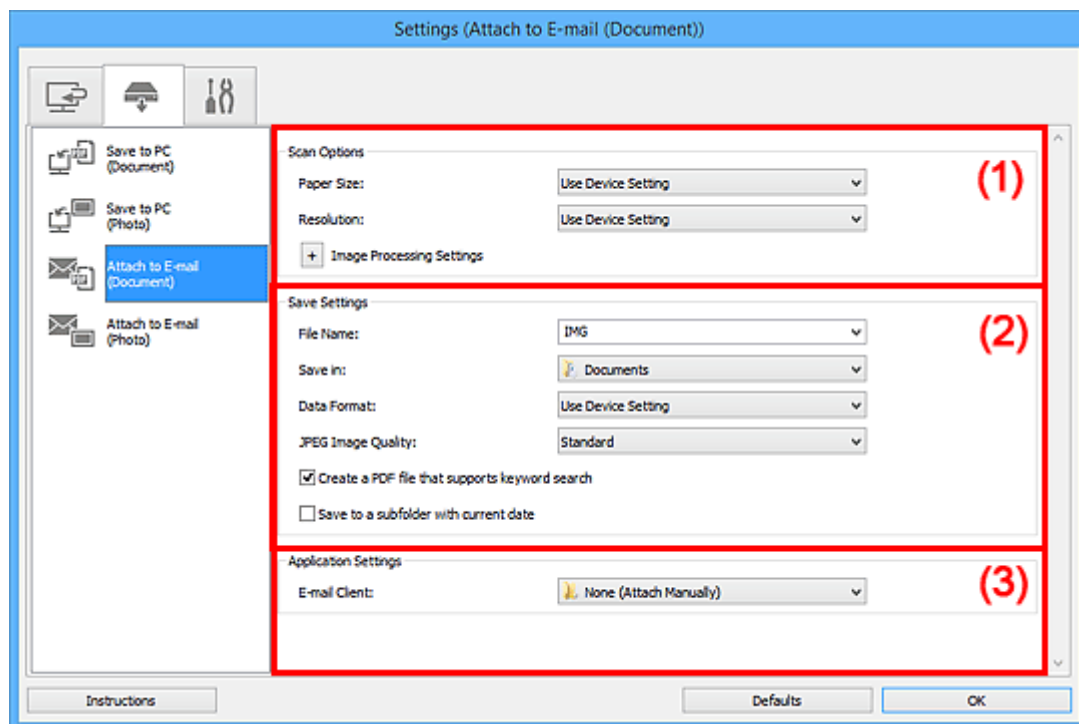 Settings (Attach to E-mail (Document))
Save to PC
(Document)
Save to PC
(Photo)
Attach to E-mail
(Document)
Attach to E-mail
(Photo)
Scan Options
(1)
Paper Size: Use Device Setting
Resolution: Use Device Setting
+ Image Processing Settings
Save Settings
(2)
File Name: IMG
Save in: Documents
Data Format: Use Device Setting
JPEG Image Quality: Standard
Create a PDF file that supports keyword search
Save to a subfolder with current date
Application Settings
(3)
E-mail Client: None (Attach Manually)
Instructions Defaults OK